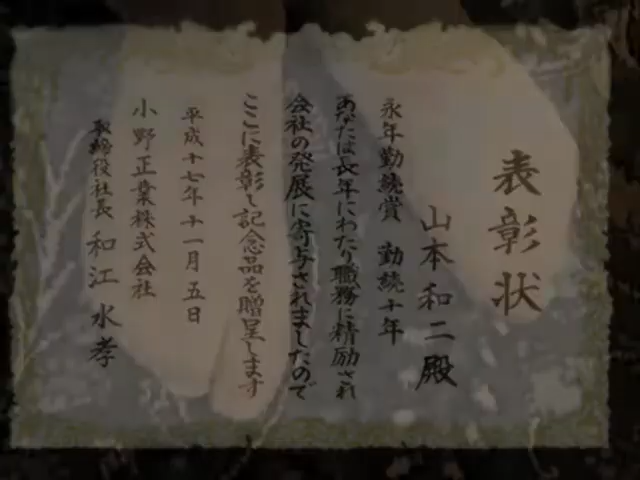 表彰状
山本和二殿
永年勤続賞 勤続十年
あなたは長年にわたり職務に精励され
会社の発展に寄与されましたので
ここに表彰し記念品を贈呈します
平成十七年十一月五日
小野正業株式会社
取締役社長 和江水孝